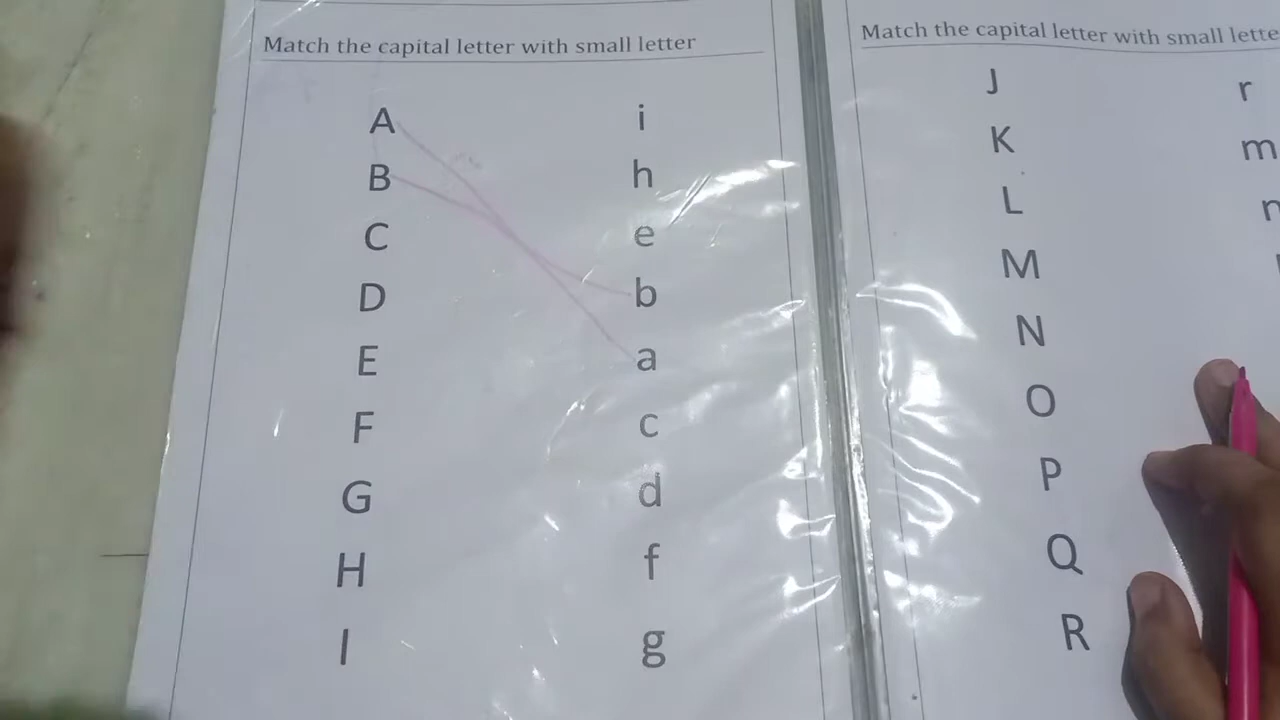 Match the capital letter with small letter
A i
B h
C e
D b
E a
F c
G d
H f
I g
Match the capital letter with small lette
J r
K m
L
M
N
O
P
Q
R